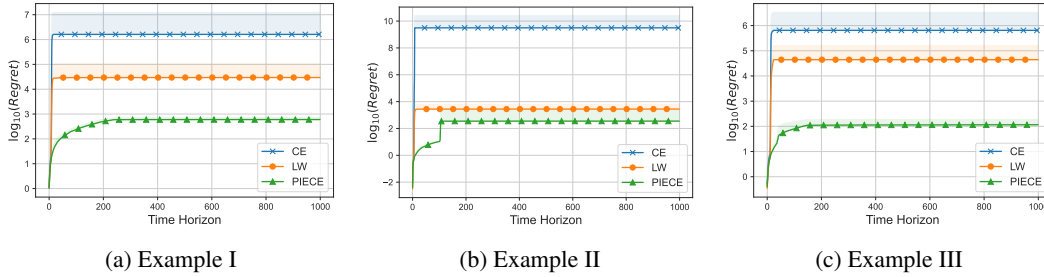 7
6
5
4
3
2
1
0
log₁₀(Regret)
CE
LW
PIECE
0 200 400 600 800 1000
Time Horizon
(a) Example I
10
8
6
4
2
0
−2
log₁₀(Regret)
CE
LW
PIECE
0 200 400 600 800 1000
Time Horizon
(b) Example II
6
5
4
3
2
1
0
log₁₀(Regret)
CE
LW
PIECE
0 200 400 600 800 1000
Time Horizon
(c) Example III